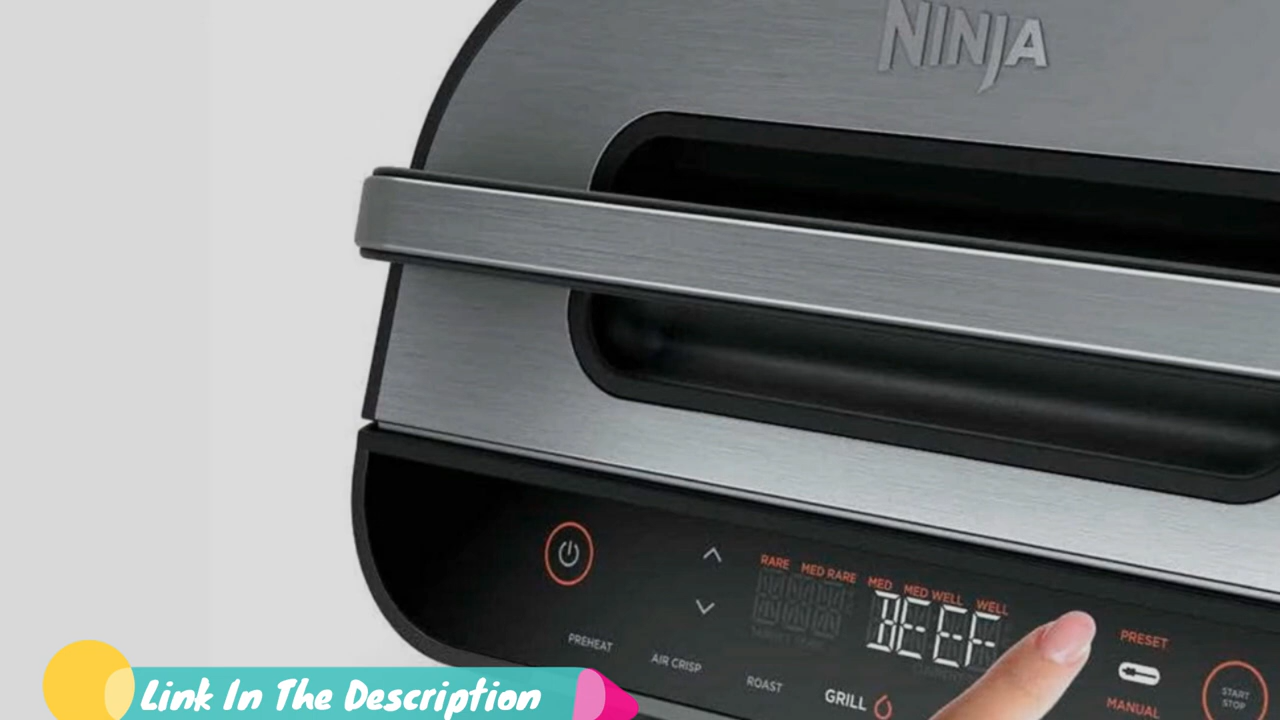 NINJA
RARE MED RARE MED MED WELL WELL
BEEF
PRESET
PREHEAT
AIR CRISP
ROAST
GRILL
MANUAL
START
STOP
Link In The Description